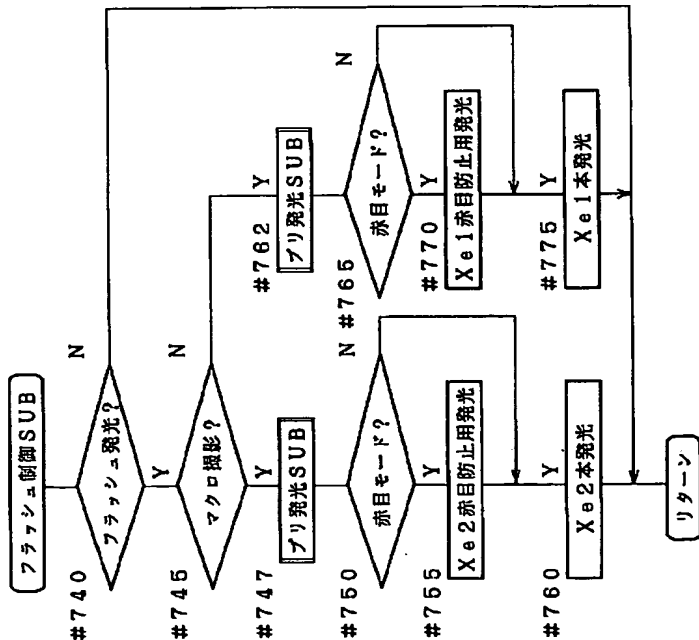 フラッシュ制御SUB
#740
フラッシュ発光?
N
Y
#745
マクロ撮影?
N
Y
#747
プリ発光SUB
#750
赤目モード?
N
Y
#755
Xe2赤目防止用発光
Y
#760
Xe2本発光
#762
Y
プリ発光SUB
#765
赤目モード?
N
Y
#770
Xe1赤目防止用発光
Y
#775
Xe1本発光
リターン